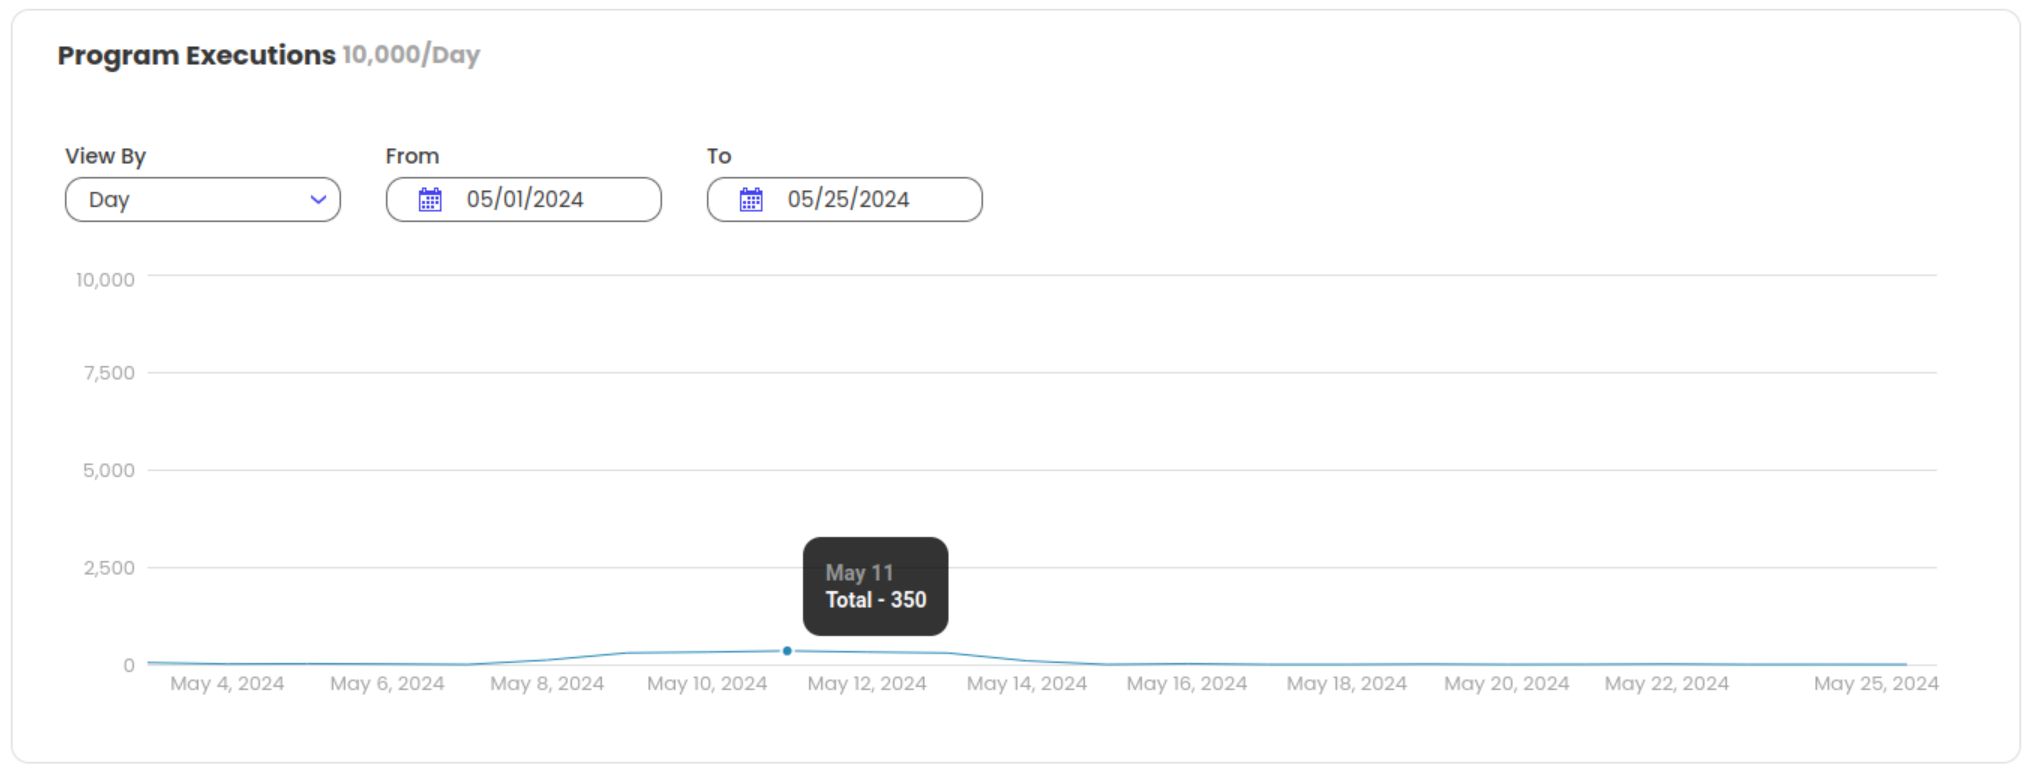 Program Executions 10,000/Day
View By
From
To
Day
05/01/2024
05/25/2024
10,000
7,500
5,000
2,500
May 11
Total - 350
0
May 4, 2024
May 6, 2024
May 8, 2024
May 10, 2024
May 12, 2024
May 14, 2024
May 16, 2024
May 18, 2024
May 20, 2024
May 22, 2024
May 25, 2024